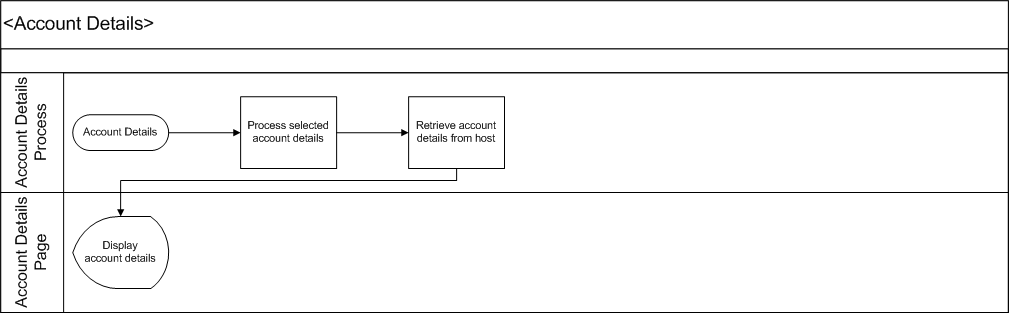 <Account Details>
Account Details
Process
Account Details
Process selected
account details
Retrieve account
details from host
Account Details
Page
Display
account details